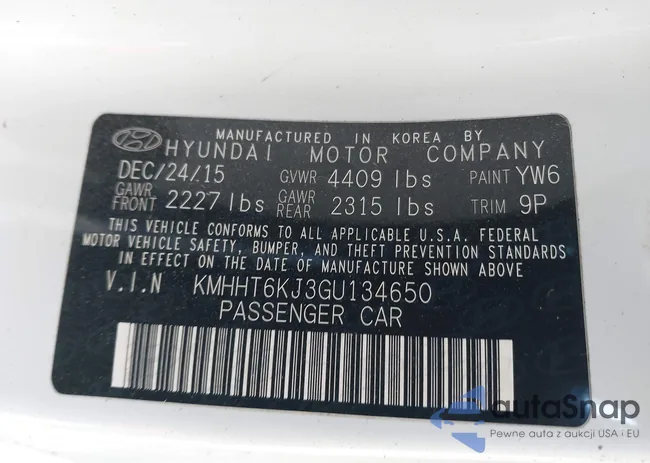 MANUFACTURED IN KOREA BY
HYUNDAI MOTOR COMPANY
DEC/24/15 GVWR 4409 lbs PAINT YW6
GAWR FRONT 2227 lbs GAWR REAR 2315 lbs TRIM 9P
THIS VEHICLE CONFORMS TO ALL APPLICABLE U.S.A. FEDERAL
MOTOR VEHICLE SAFETY, BUMPER, AND THEFT PREVENTION STANDARDS
IN EFFECT ON THE DATE OF MANUFACTURE SHOWN ABOVE
V.I.N KMHHT6KJ3GU134650
PASSENGER CAR
autoSnap
Pewne auta z aukcji USA i EU